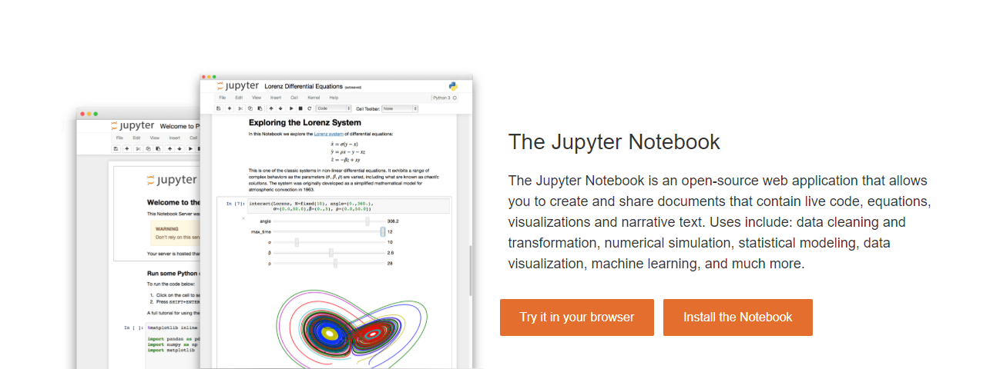 jupyter Welcome to P
File Edit View Insert Cell
jupyter
Welcome to the
This Notebook Server was
WARNING
Don't rely on this ser
Your server is hosted tha
Run some Python
To run the code below:
1. Click on the cell to se
2. Press SHIFT+ENTER
A full tutorial for using the
In [ ]: %matplotlib inline
import pandas as pd
import numpy as np
import matplotlib
jupyter Lorenz Differential Equations (autosaved)
File Edit View Insert Cell Kernel Help Python 3
Code Cell Toolbar: None
Exploring the Lorenz System
In this Notebook we explore the Lorenz system of differential equations:
ẋ = σ(y − x)
ẏ = ρx − y − xz
ż = −βz + xy
This is one of the classic systems in non-linear differential equations. It exhibits a range of
complex behaviors as the parameters (σ, β, ρ) are varied, including what are known as chaotic
solutions. The system was originally developed as a simplified mathematical model for
atmospheric convection in 1963.
In [7]: interact(Lorenz, N=fixed(10), angle=(0.,360.),
σ=(0.0,50.0),β=(0.,5), ρ=(0.0,50.0))
angle 308.2
max_time 12
σ 10
β 2.6
ρ 28
The Jupyter Notebook
The Jupyter Notebook is an open-source web application that allows
you to create and share documents that contain live code, equations,
visualizations and narrative text. Uses include: data cleaning and
transformation, numerical simulation, statistical modeling, data
visualization, machine learning, and much more.
Try it in your browser Install the Notebook